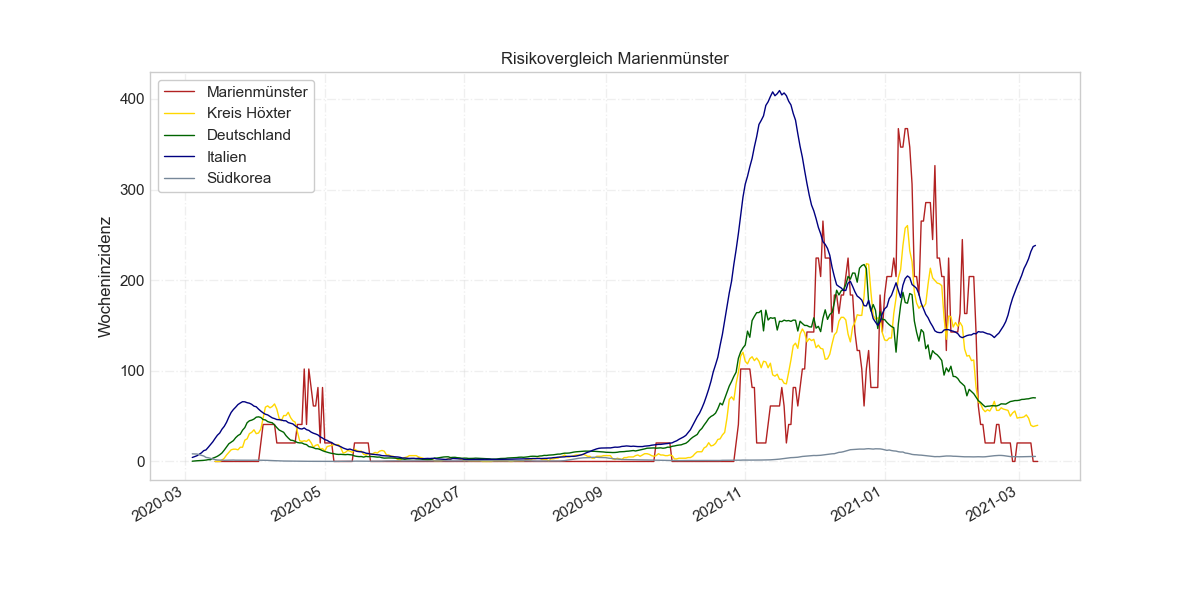 Risikovergleich Marienmünster
Marienmünster
Kreis Höxter
Deutschland
Italien
Südkorea
Wocheninzidenz
400
300
200
100
0
2020-03
2020-05
2020-07
2020-09
2020-11
2021-01
2021-03